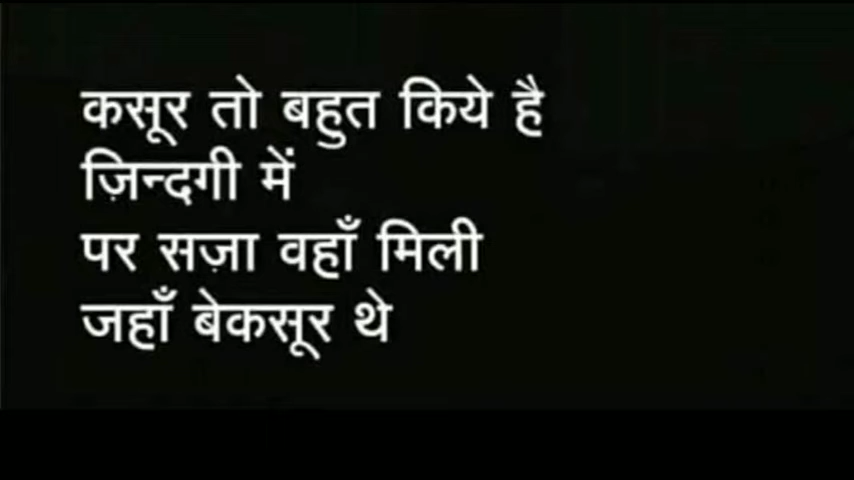 कसूर तो बहुत किये है
ज़िन्दगी में
पर सज़ा वहाँ मिली
जहाँ बेकसूर थे